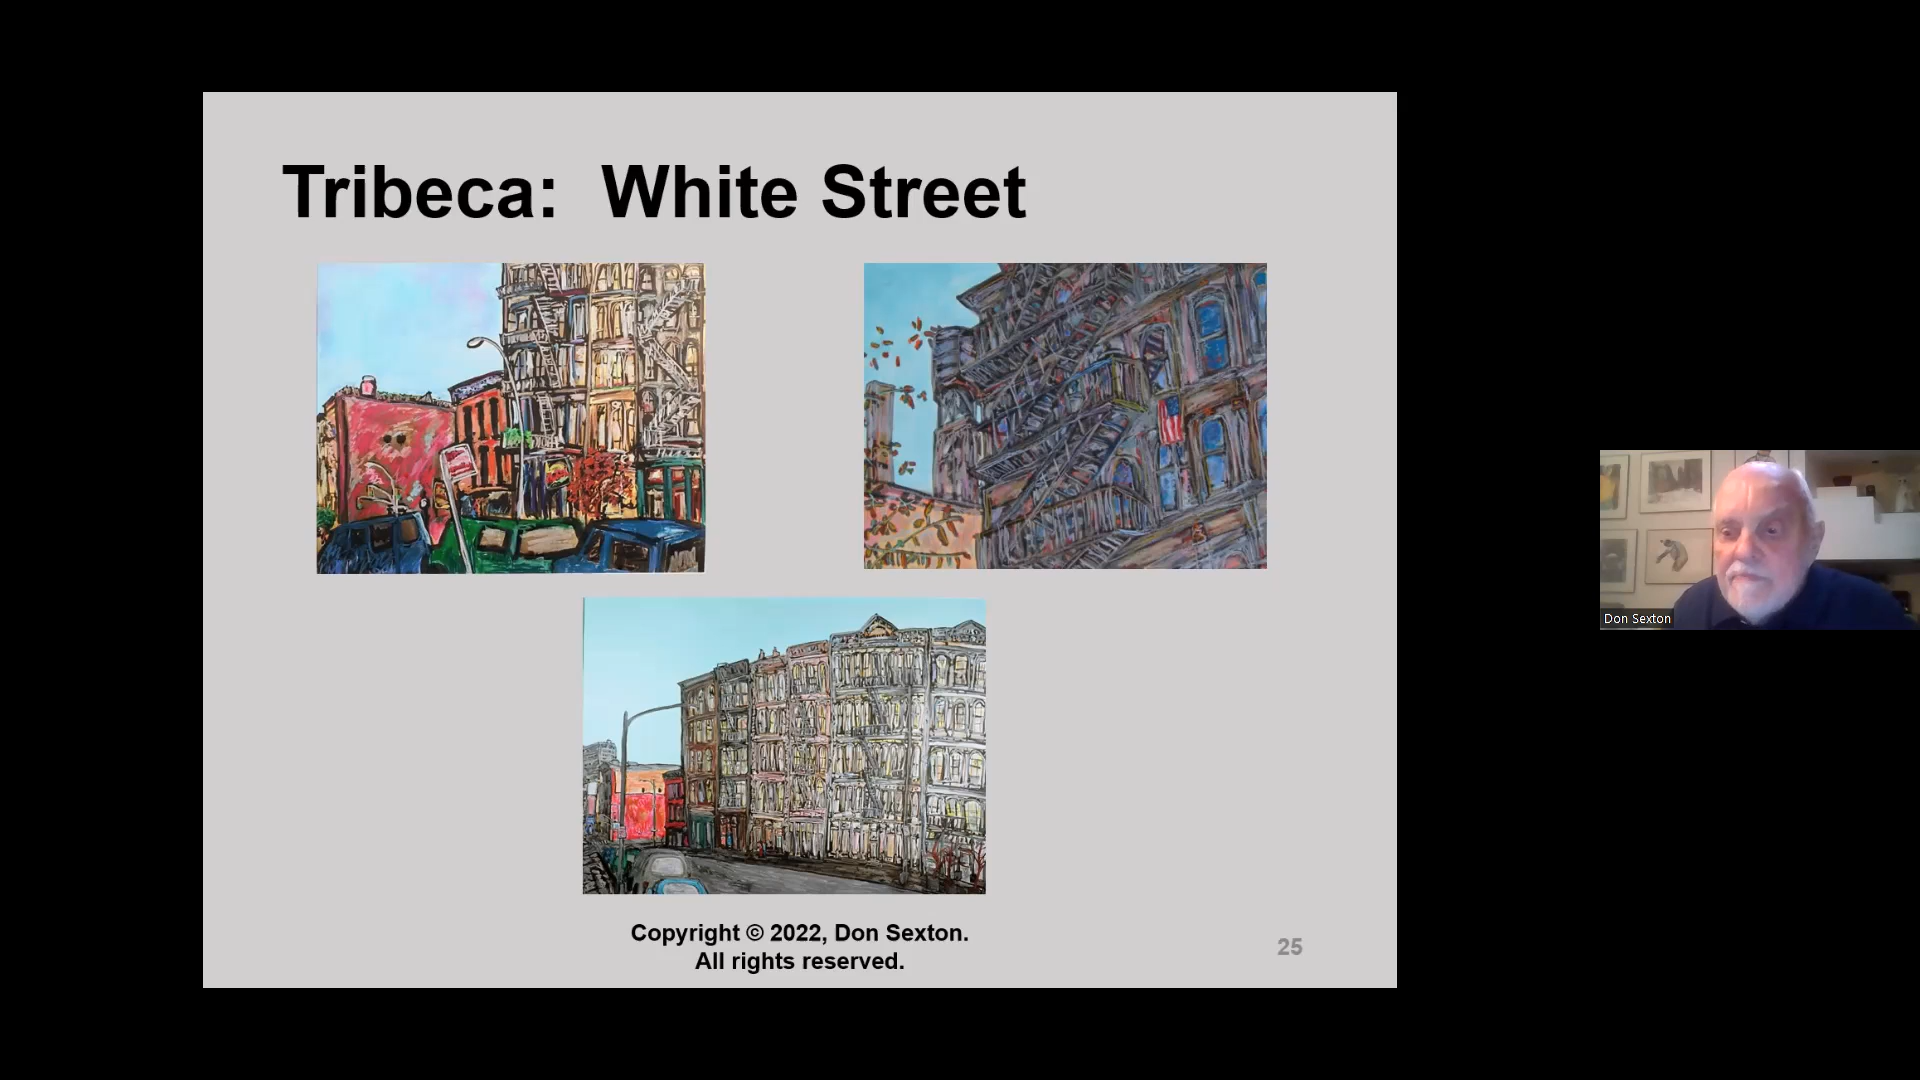 Tribeca: White Street
Copyright © 2022, Don Sexton.
All rights reserved.
25
Don Sexton